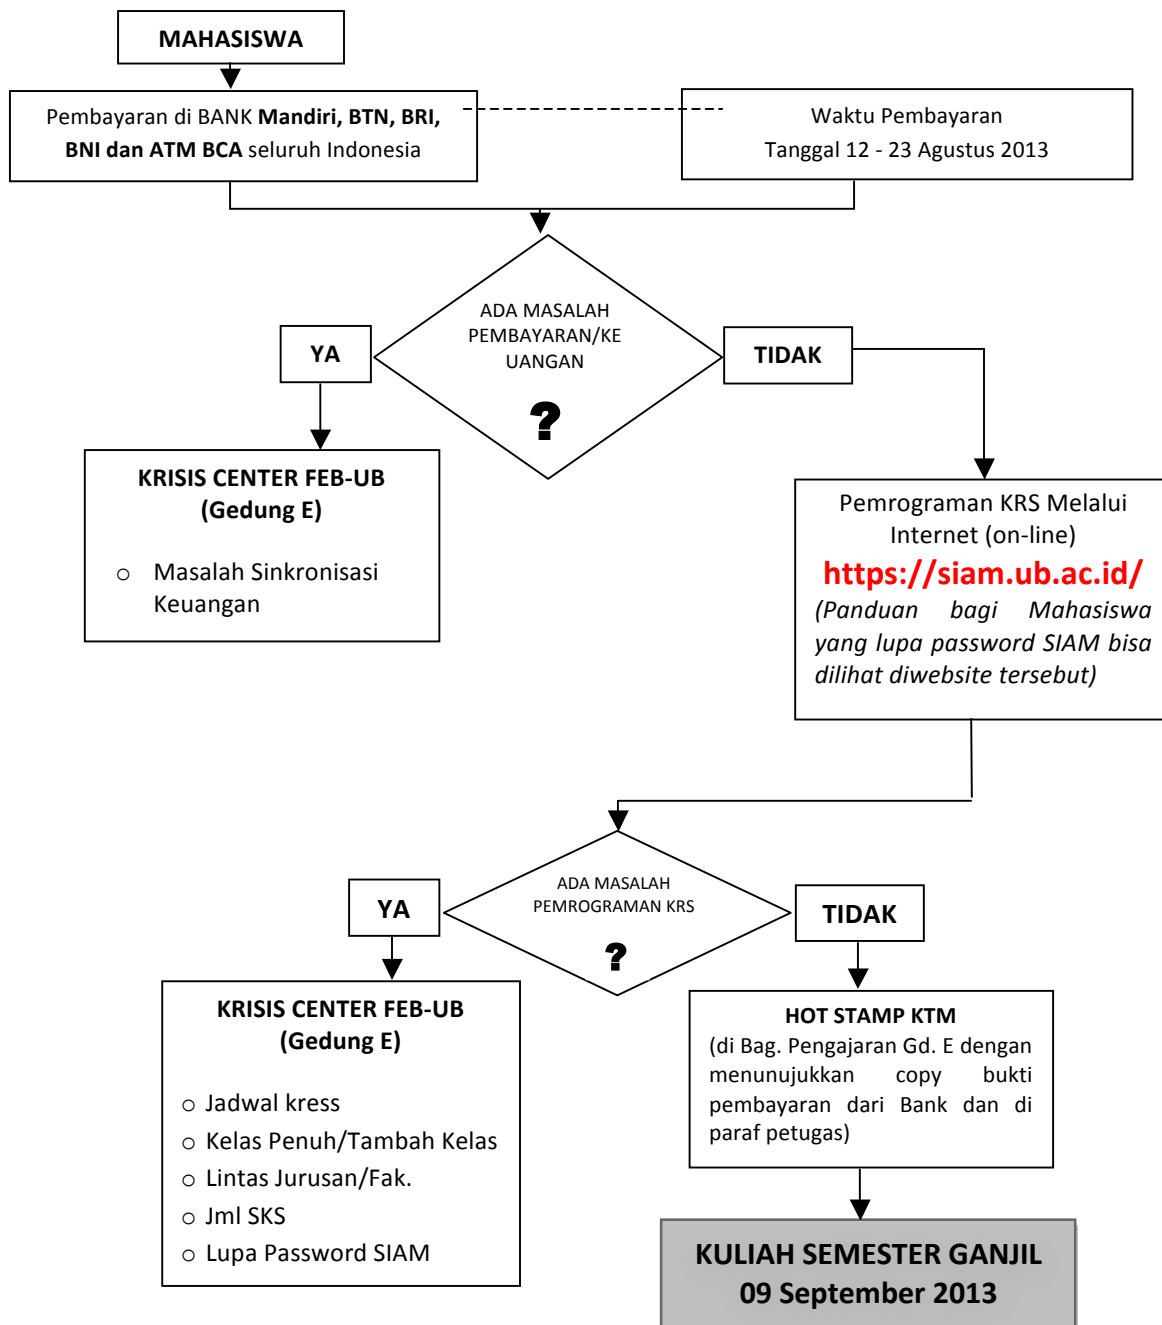 MAHASISWA
Pembayaran di BANK Mandiri, BTN, BRI,
BNI dan ATM BCA seluruh Indonesia
Waktu Pembayaran
Tanggal 12 - 23 Agustus 2013
ADA MASALAH
PEMBAYARAN/KE
UANGAN
?
YA
TIDAK
KRISIS CENTER FEB-UB
(Gedung E)
o Masalah Sinkronisasi
Keuangan
Pemrograman KRS Melalui
Internet (on-line)
https://siam.ub.ac.id/
(Panduan bagi Mahasiswa
yang lupa password SIAM bisa
dilihat diwebsite tersebut)
ADA MASALAH
PEMROGRAMAN KRS
?
YA
TIDAK
KRISIS CENTER FEB-UB
(Gedung E)
o Jadwal kress
o Kelas Penuh/Tambah Kelas
o Lintas Jurusan/Fak.
o Jml SKS
o Lupa Password SIAM
HOT STAMP KTM
(di Bag. Pengajaran Gd. E dengan
menunujukkan copy bukti
pembayaran dari Bank dan di
paraf petugas)
KULIAH SEMESTER GANJIL
09 September 2013